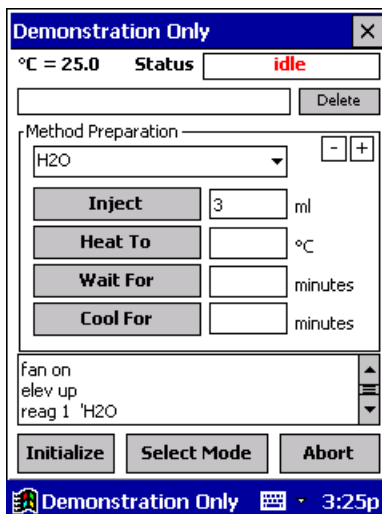 Demonstration Only
°C = 25.0 Status idle
Delete
Method Preparation
- +
H2O
Inject 3 ml
Heat To °C
Wait For minutes
Cool For minutes
fan on
elev up
reag 1 'H2O
Initialize Select Mode Abort
Demonstration Only 3:25p